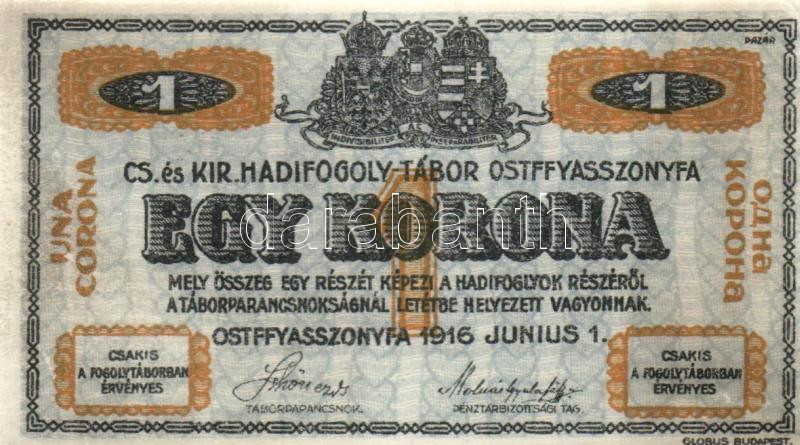 PAZÁR
1
1
INDIVISIBILITER AC INSEPARABILITER
CS. és KIR. HADIFOGOLY-TÁBOR OSTFFYASSZONYFA
UNA CORONA
EGY KORONA
1
ОДНА КОРОНА
darabanth
MELY ÖSSZEG EGY RÉSZÉT KÉPEZI A HADIFOGLYOK RÉSZÉRŐL
A TÁBORPARANCSNOKSÁGNÁL LETÉTBE HELYEZETT VAGYONNAK.
OSTFFYASSZONYFA 1916 JUNIUS 1.
CSAKIS
A FOGOLYTÁBORBAN
ÉRVÉNYES
TÁBORPARANCSNOK.
PÉNZTÁRBIZOTTSÁGI TAG.
CSAKIS
A FOGOLYTÁBORBAN
ÉRVÉNYES
GLOBUS BUDAPEST.